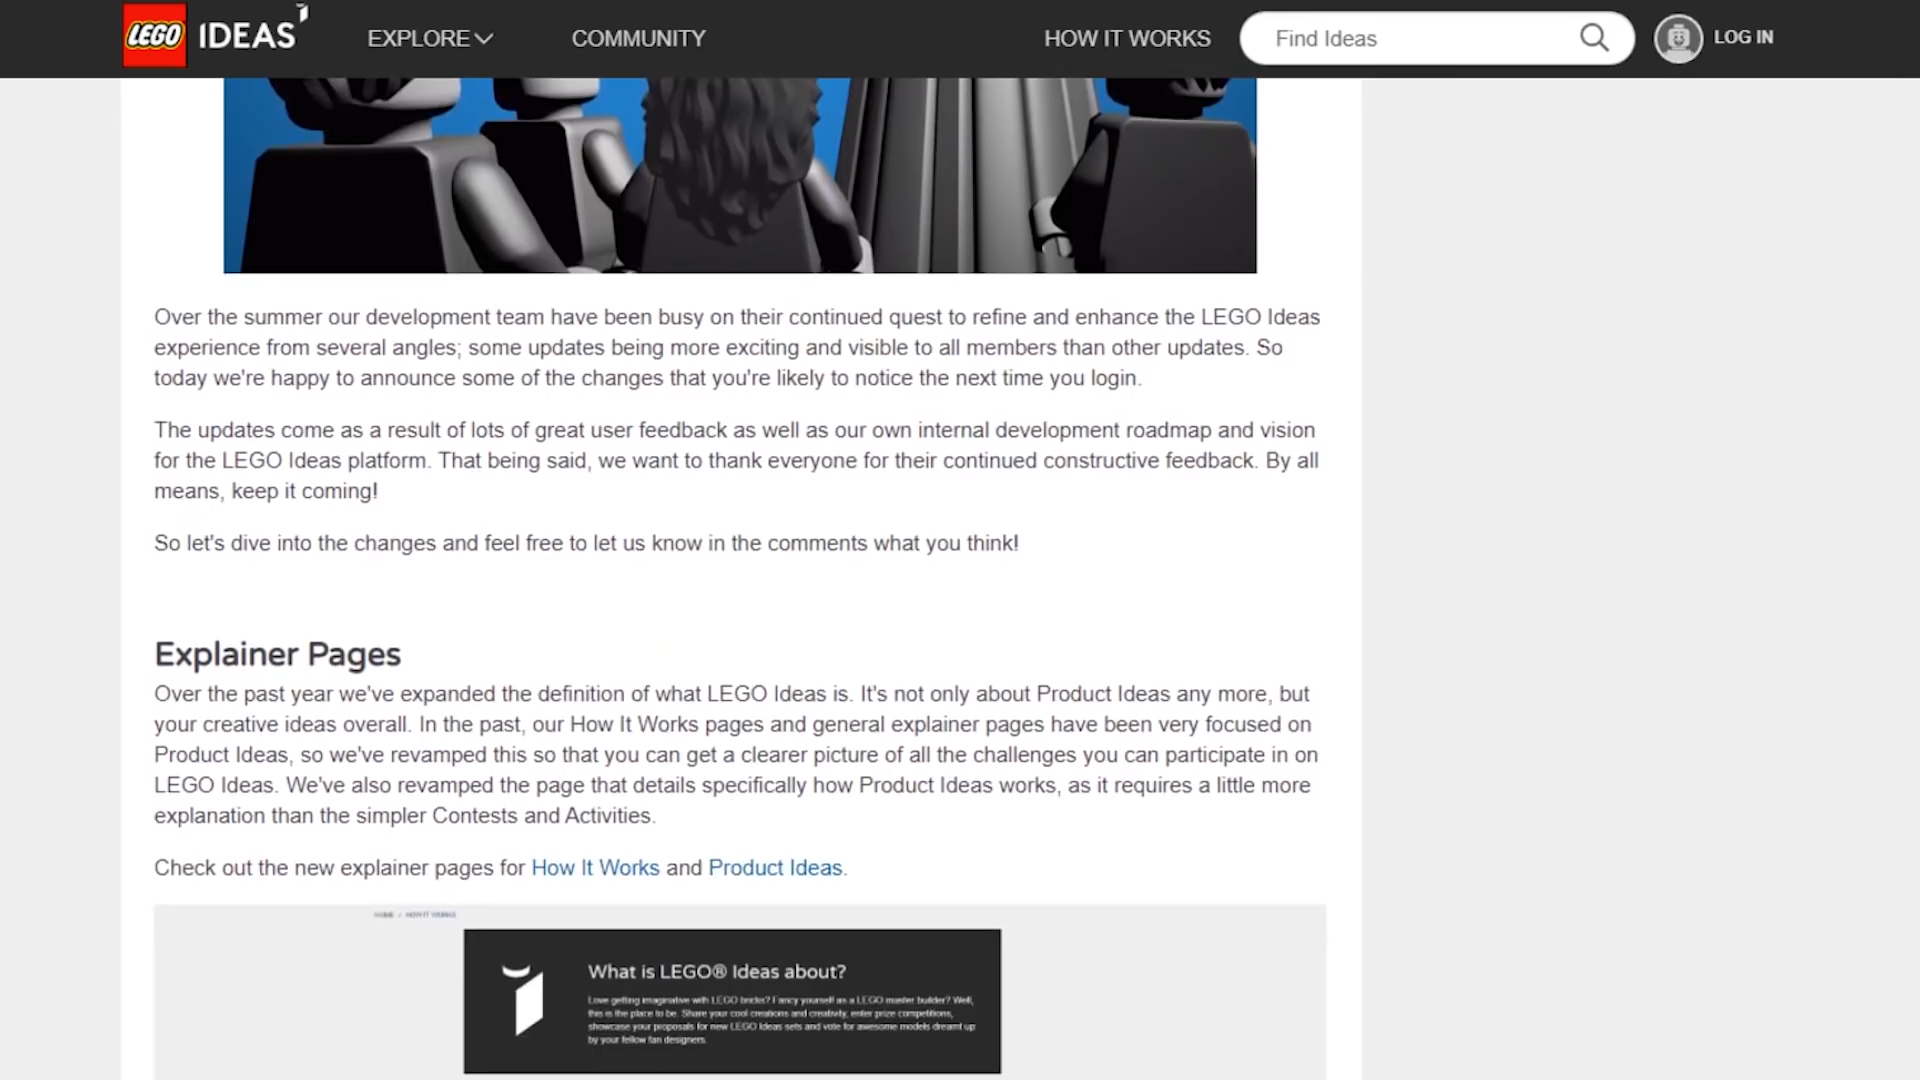 LEGO IDEAS EXPLORE COMMUNITY HOW IT WORKS Find Ideas LOG IN
Over the summer our development team have been busy on their continued quest to refine and enhance the LEGO Ideas
experience from several angles; some updates being more exciting and visible to all members than other updates. So
today we're happy to announce some of the changes that you're likely to notice the next time you login.
The updates come as a result of lots of great user feedback as well as our own internal development roadmap and vision
for the LEGO Ideas platform. That being said, we want to thank everyone for their continued constructive feedback. By all
means, keep it coming!
So let's dive into the changes and feel free to let us know in the comments what you think!
Explainer Pages
Over the past year we've expanded the definition of what LEGO Ideas is. It's not only about Product Ideas any more, but
your creative ideas overall. In the past, our How It Works pages and general explainer pages have been very focused on
Product Ideas, so we've revamped this so that you can get a clearer picture of all the challenges you can participate in on
LEGO Ideas. We've also revamped the page that details specifically how Product Ideas works, as it requires a little more
explanation than the simpler Contests and Activities.
Check out the new explainer pages for How It Works and Product Ideas.
HOME / HOW IT WORKS
What is LEGO® Ideas about?
Love getting imaginative with LEGO bricks? Fancy yourself as a LEGO master builder? Well,
this is the place to be. Share your cool creations and creativity, enter prize competitions,
showcase your proposals for new LEGO Ideas sets and vote for awesome models dreamt up
by your fellow fan designers.